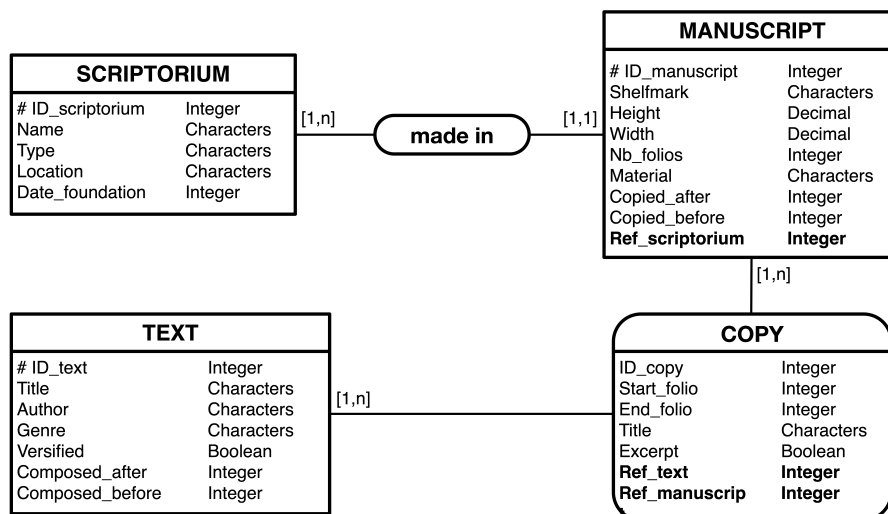 SCRIPTORIUM
# ID_scriptorium Integer
Name Characters
Type Characters
Location Characters
Date_foundation Integer
[1,n]
made in
[1,1]
MANUSCRIPT
# ID_manuscript Integer
Shelfmark Characters
Height Decimal
Width Decimal
Nb_folios Integer
Material Characters
Copied_after Integer
Copied_before Integer
Ref_scriptorium Integer
[1,n]
TEXT
# ID_text Integer
Title Characters
Author Characters
Genre Characters
Versified Boolean
Composed_after Integer
Composed_before Integer
[1,n]
COPY
ID_copy Integer
Start_folio Integer
End_folio Integer
Title Characters
Excerpt Boolean
Ref_text Integer
Ref_manuscrip Integer